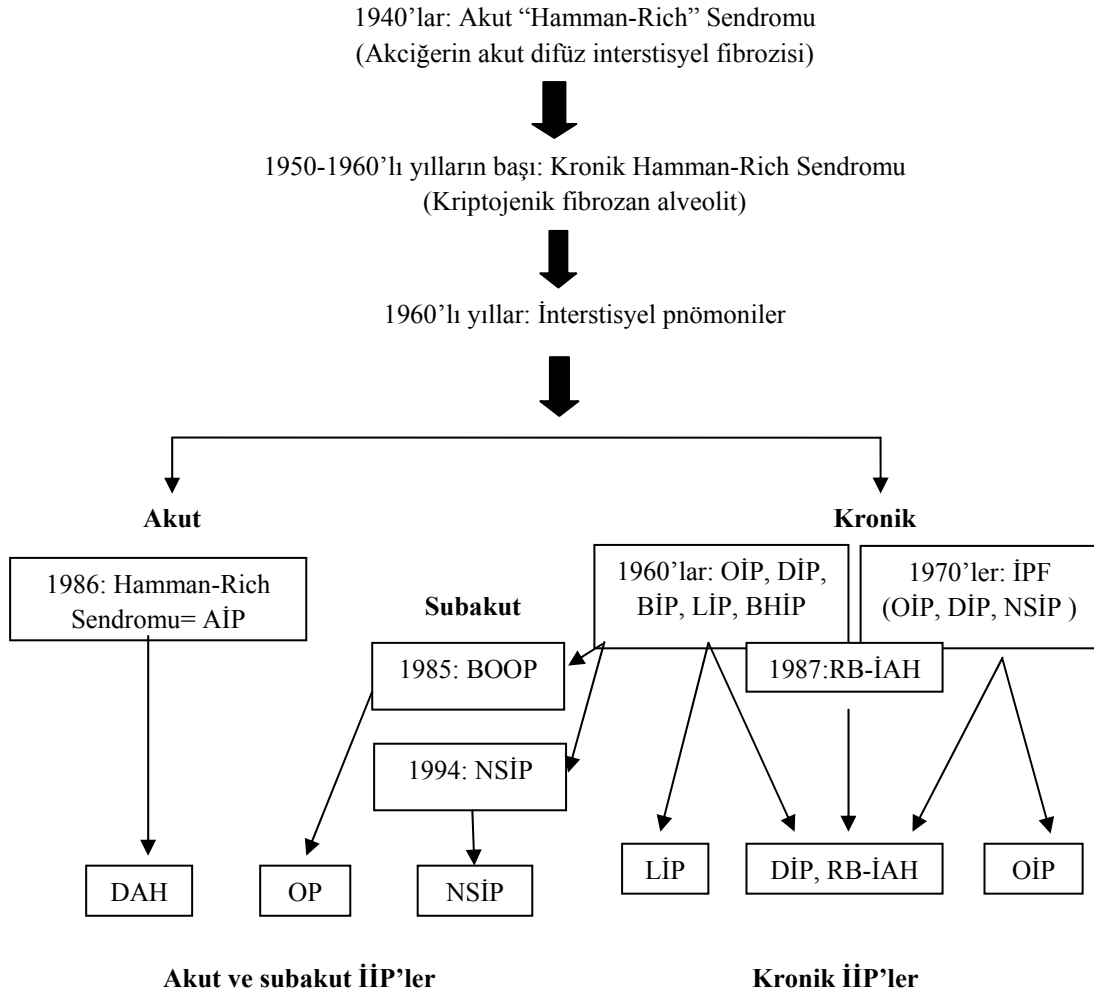 1940’lar: Akut “Hamman-Rich” Sendromu
(Akciğerin akut difüz interstisyel fibrozisi)
1950-1960’lı yılların başı: Kronik Hamman-Rich Sendromu
(Kriptojenik fibrozan alveolit)
1960’lı yıllar: İnterstisyel pnömoniler
Akut
Kronik
1986: Hamman-Rich
Sendromu= AİP
Subakut
1960’lar: OİP, DİP,
BİP, LİP, BHİP
1970’ler: İPF
(OİP, DİP, NSİP )
1985: BOOP
1987:RB-İAH
1994: NSİP
DAH
OP
NSİP
LİP
DİP, RB-İAH
OİP
Akut ve subakut İİP’ler
Kronik İİP’ler